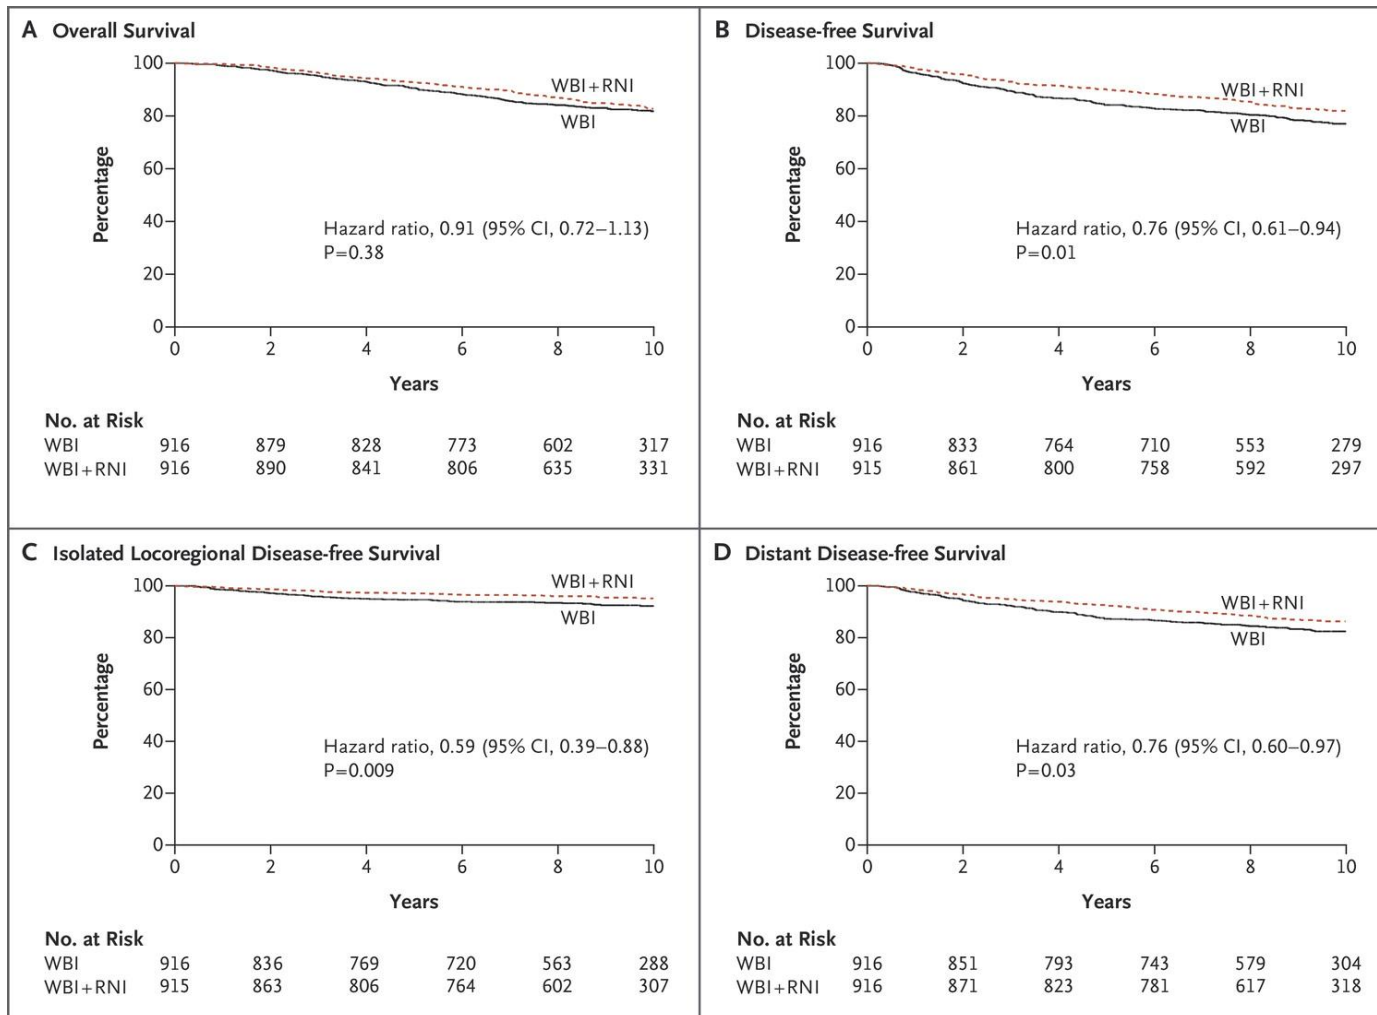 A Overall Survival
100
80
60
40
20
0
Percentage
WBI+RNI
WBI
Hazard ratio, 0.91 (95% CI, 0.72–1.13)
P=0.38
0 2 4 6 8 10
Years
No. at Risk
WBI 916 879 828 773 602 317
WBI+RNI 916 890 841 806 635 331
B Disease-free Survival
100
80
60
40
20
0
Percentage
WBI+RNI
WBI
Hazard ratio, 0.76 (95% CI, 0.61–0.94)
P=0.01
0 2 4 6 8 10
Years
No. at Risk
WBI 916 833 764 710 553 279
WBI+RNI 915 861 800 758 592 297
C Isolated Locoregional Disease-free Survival
100
80
60
40
20
0
Percentage
WBI+RNI
WBI
Hazard ratio, 0.59 (95% CI, 0.39–0.88)
P=0.009
0 2 4 6 8 10
Years
No. at Risk
WBI 916 836 769 720 563 288
WBI+RNI 915 863 806 764 602 307
D Distant Disease-free Survival
100
80
60
40
20
0
Percentage
WBI+RNI
WBI
Hazard ratio, 0.76 (95% CI, 0.60–0.97)
P=0.03
0 2 4 6 8 10
Years
No. at Risk
WBI 916 851 793 743 579 304
WBI+RNI 916 871 823 781 617 318